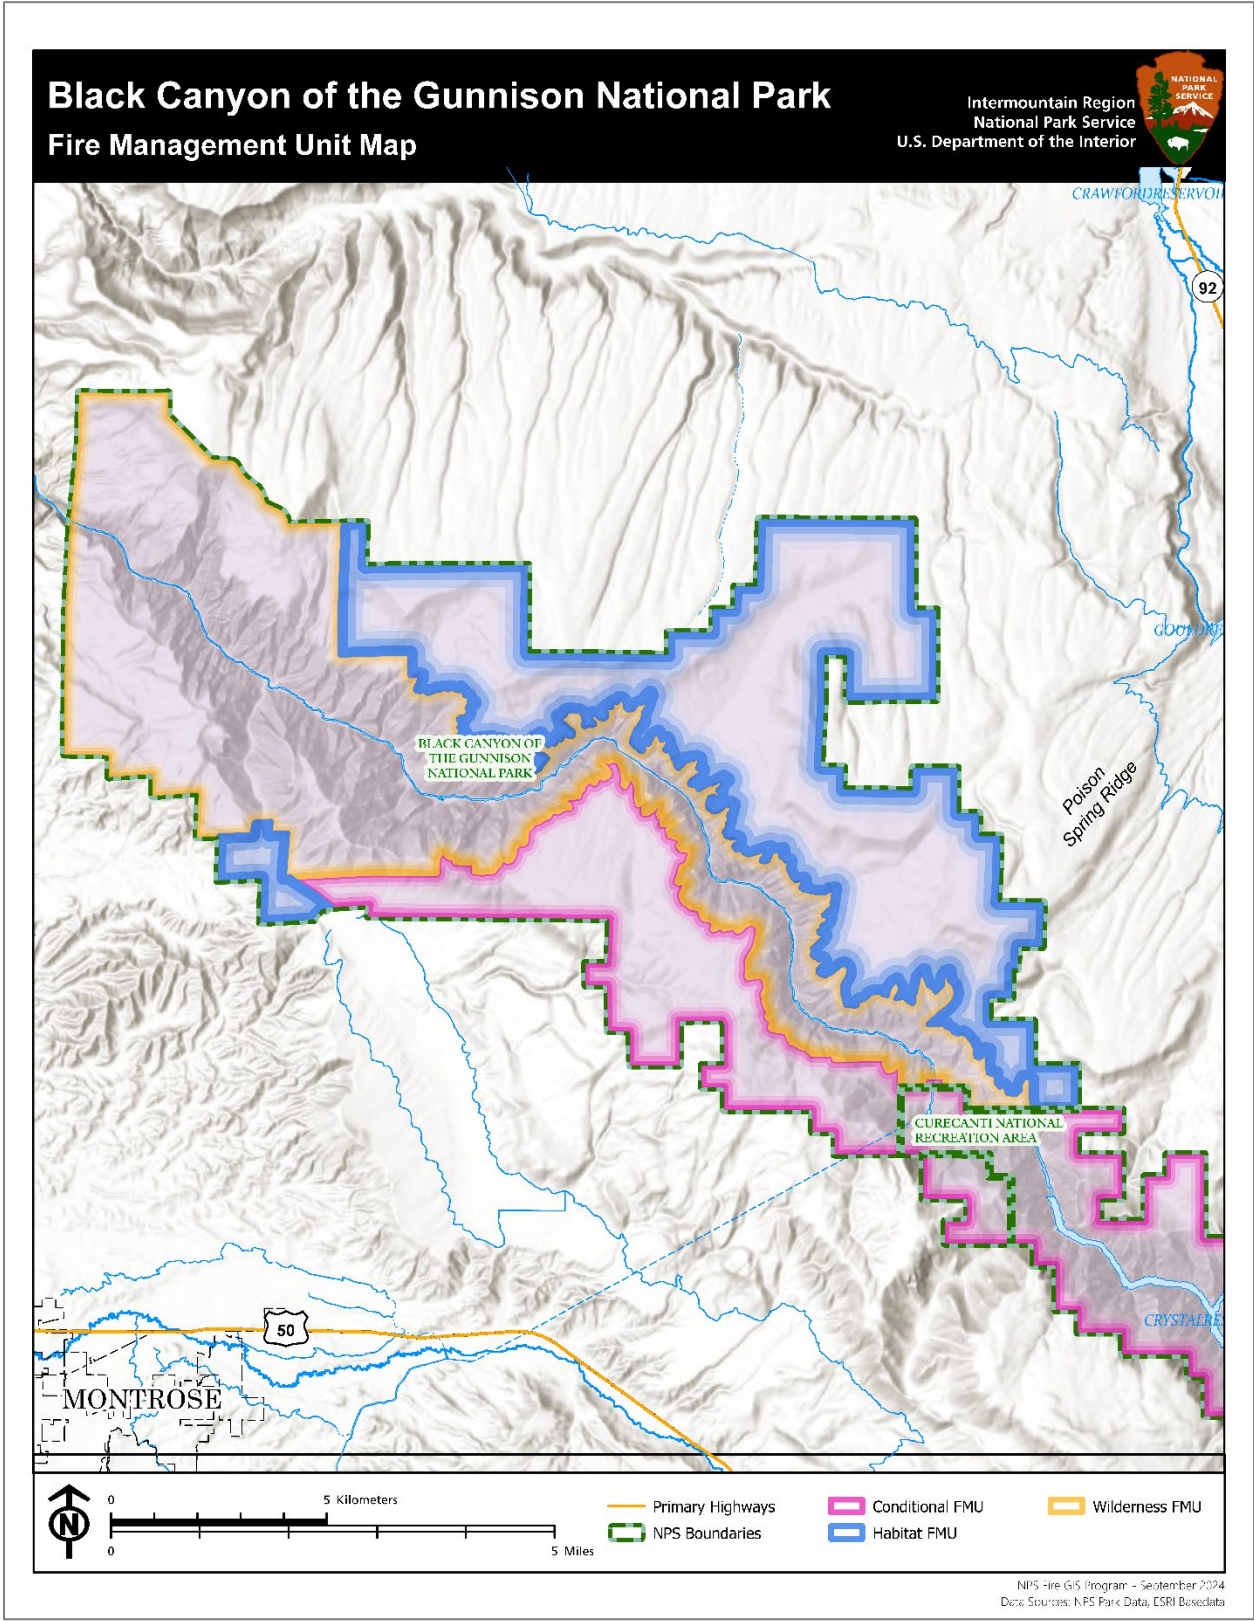 Black Canyon of the Gunnison National Park
Fire Management Unit Map
Intermountain Region
National Park Service
U.S. Department of the Interior
NATIONAL
PARK
SERVICE
CRAWFORDRESERVOI
92
GOULDRE
BLACK CANYON OF
THE GUNNISON
NATIONAL PARK
Poison
Spring Ridge
CURECANTI NATIONAL
RECREATION AREA
CRYSTALRE
50
MONTROSE
N
0 5 Kilometers
0 5 Miles
Primary Highways
NPS Boundaries
Conditional FMU
Habitat FMU
Wilderness FMU
NPS Fire GIS Program - September 2024
Data Sources: NPS Park Data, ESRI Basedata